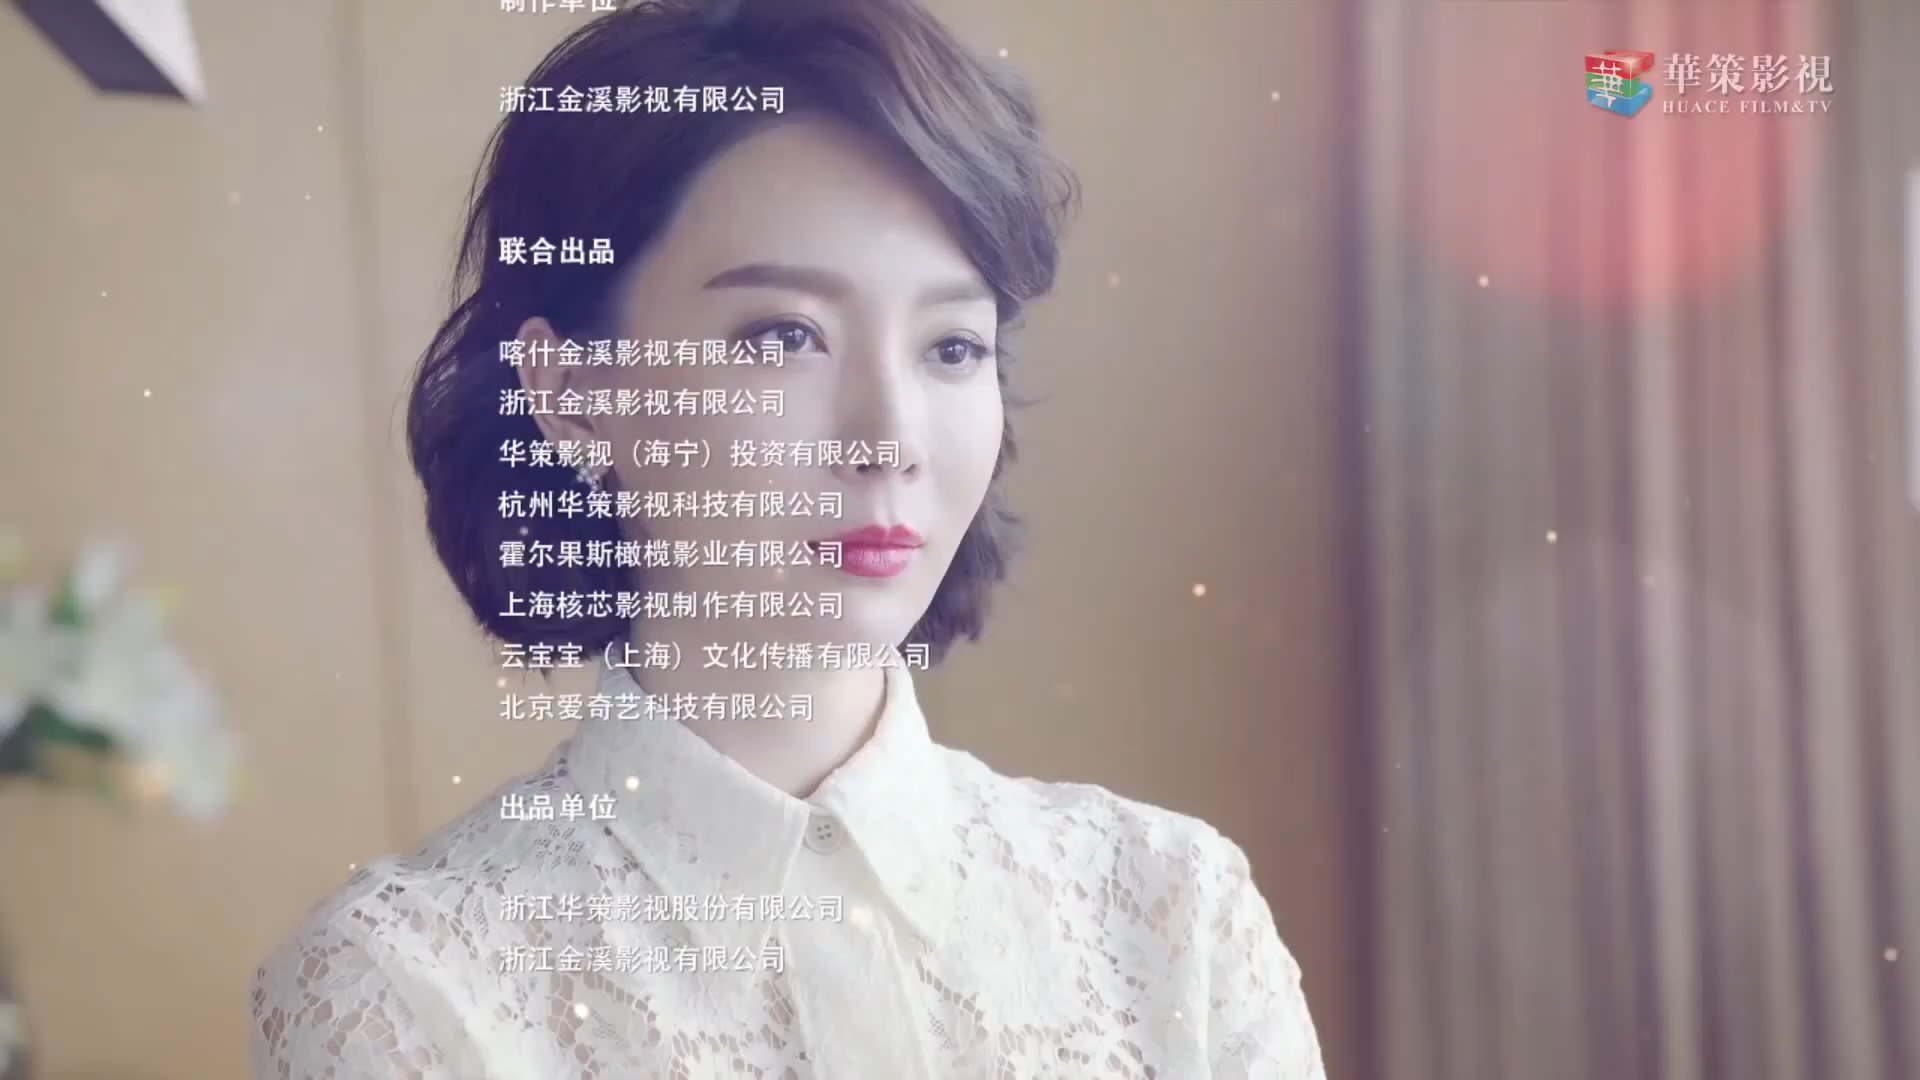 制作单位
浙江金溪影视有限公司
華策影視
HUACE FILM&TV
联合出品
喀什金溪影视有限公司
浙江金溪影视有限公司
华策影视（海宁）投资有限公司
杭州华策影视科技有限公司
霍尔果斯橄榄影业有限公司
上海核芯影视制作有限公司
云宝宝（上海）文化传播有限公司
北京爱奇艺科技有限公司
出品单位
浙江华策影视股份有限公司
浙江金溪影视有限公司